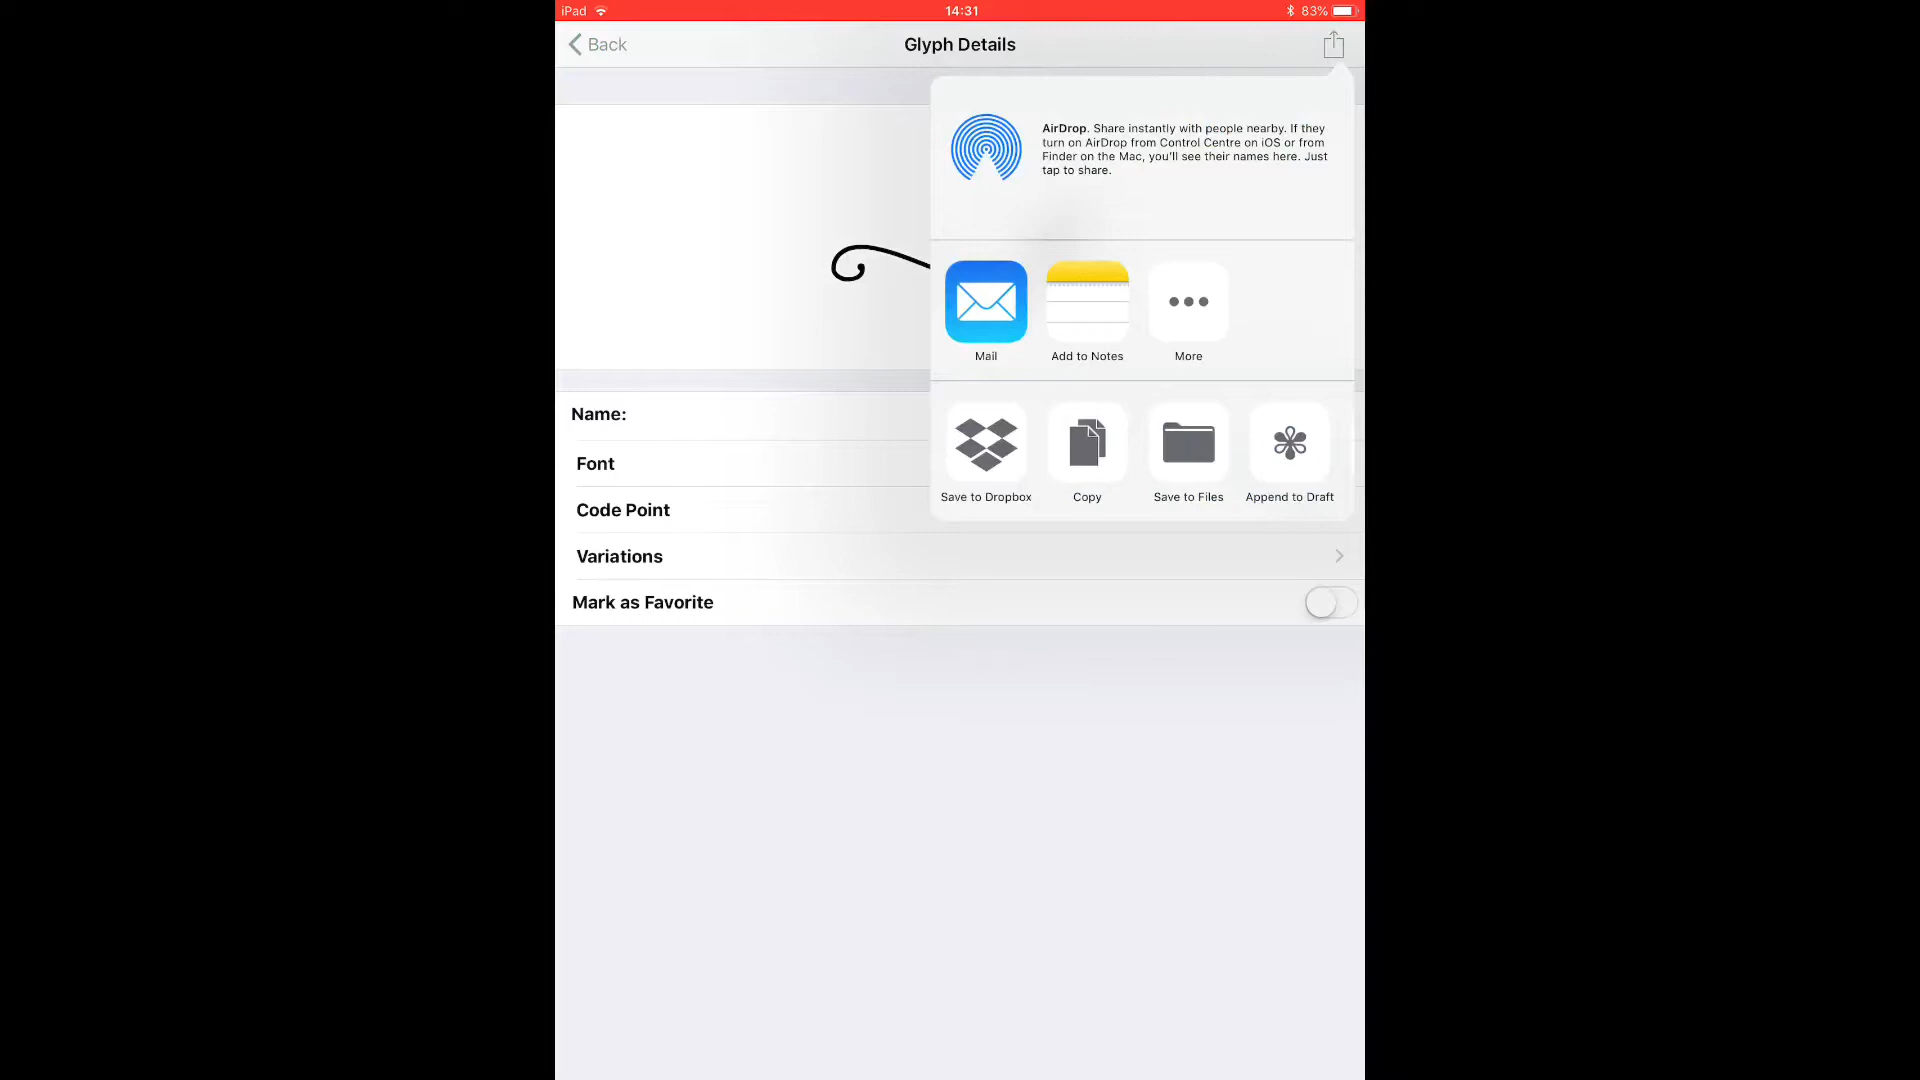 iPad 14:31 83%
Back Glyph Details
AirDrop. Share instantly with people nearby. If they
turn on AirDrop from Control Centre on iOS or from
Finder on the Mac, you'll see their names here. Just
tap to share.
Mail Add to Notes More
Save to Dropbox Copy Save to Files Append to Draft
Name:
Font
Code Point
Variations
Mark as Favorite